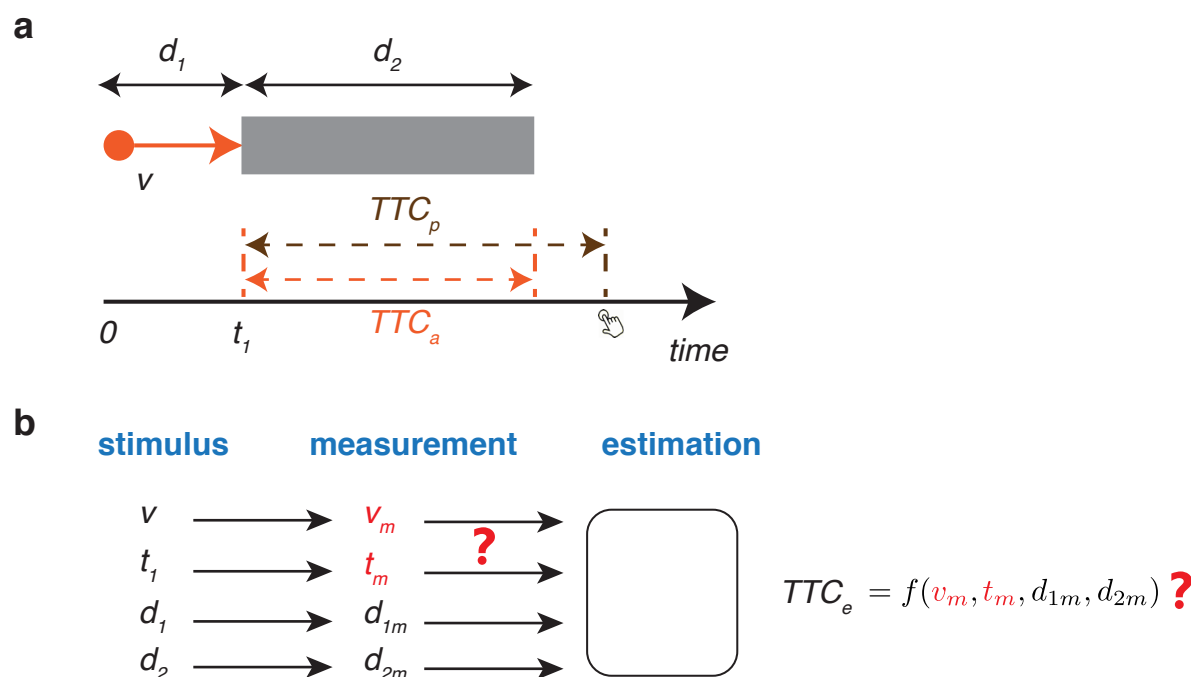 a
d₁ d₂
v
TTCₚ
TTCₐ
0 t₁ time
b
stimulus measurement estimation
v vₘ
?
t₁ tₘ
TTCₑ = f(vₘ, tₘ, d₁ₘ, d₂ₘ) ?
d₁ d₁ₘ
d₂ d₂ₘ